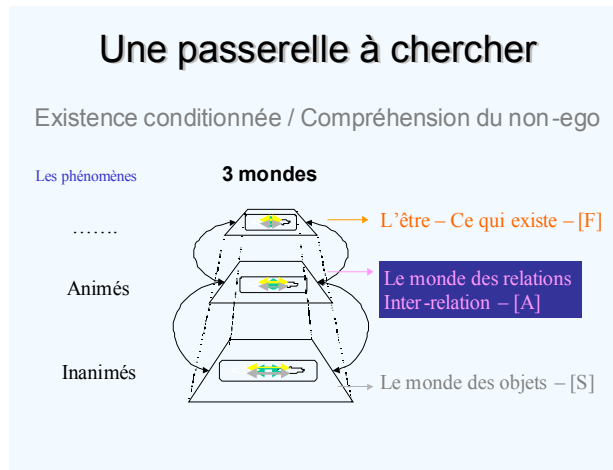 Une passerelle à chercher
Existence conditionnée / Compréhension du non-ego
Les phénomènes
3 mondes
…….
L'être – Ce qui existe – [F]
Animés
Le monde des relations
Inter-relation – [A]
Inanimés
Le monde des objets – [S]